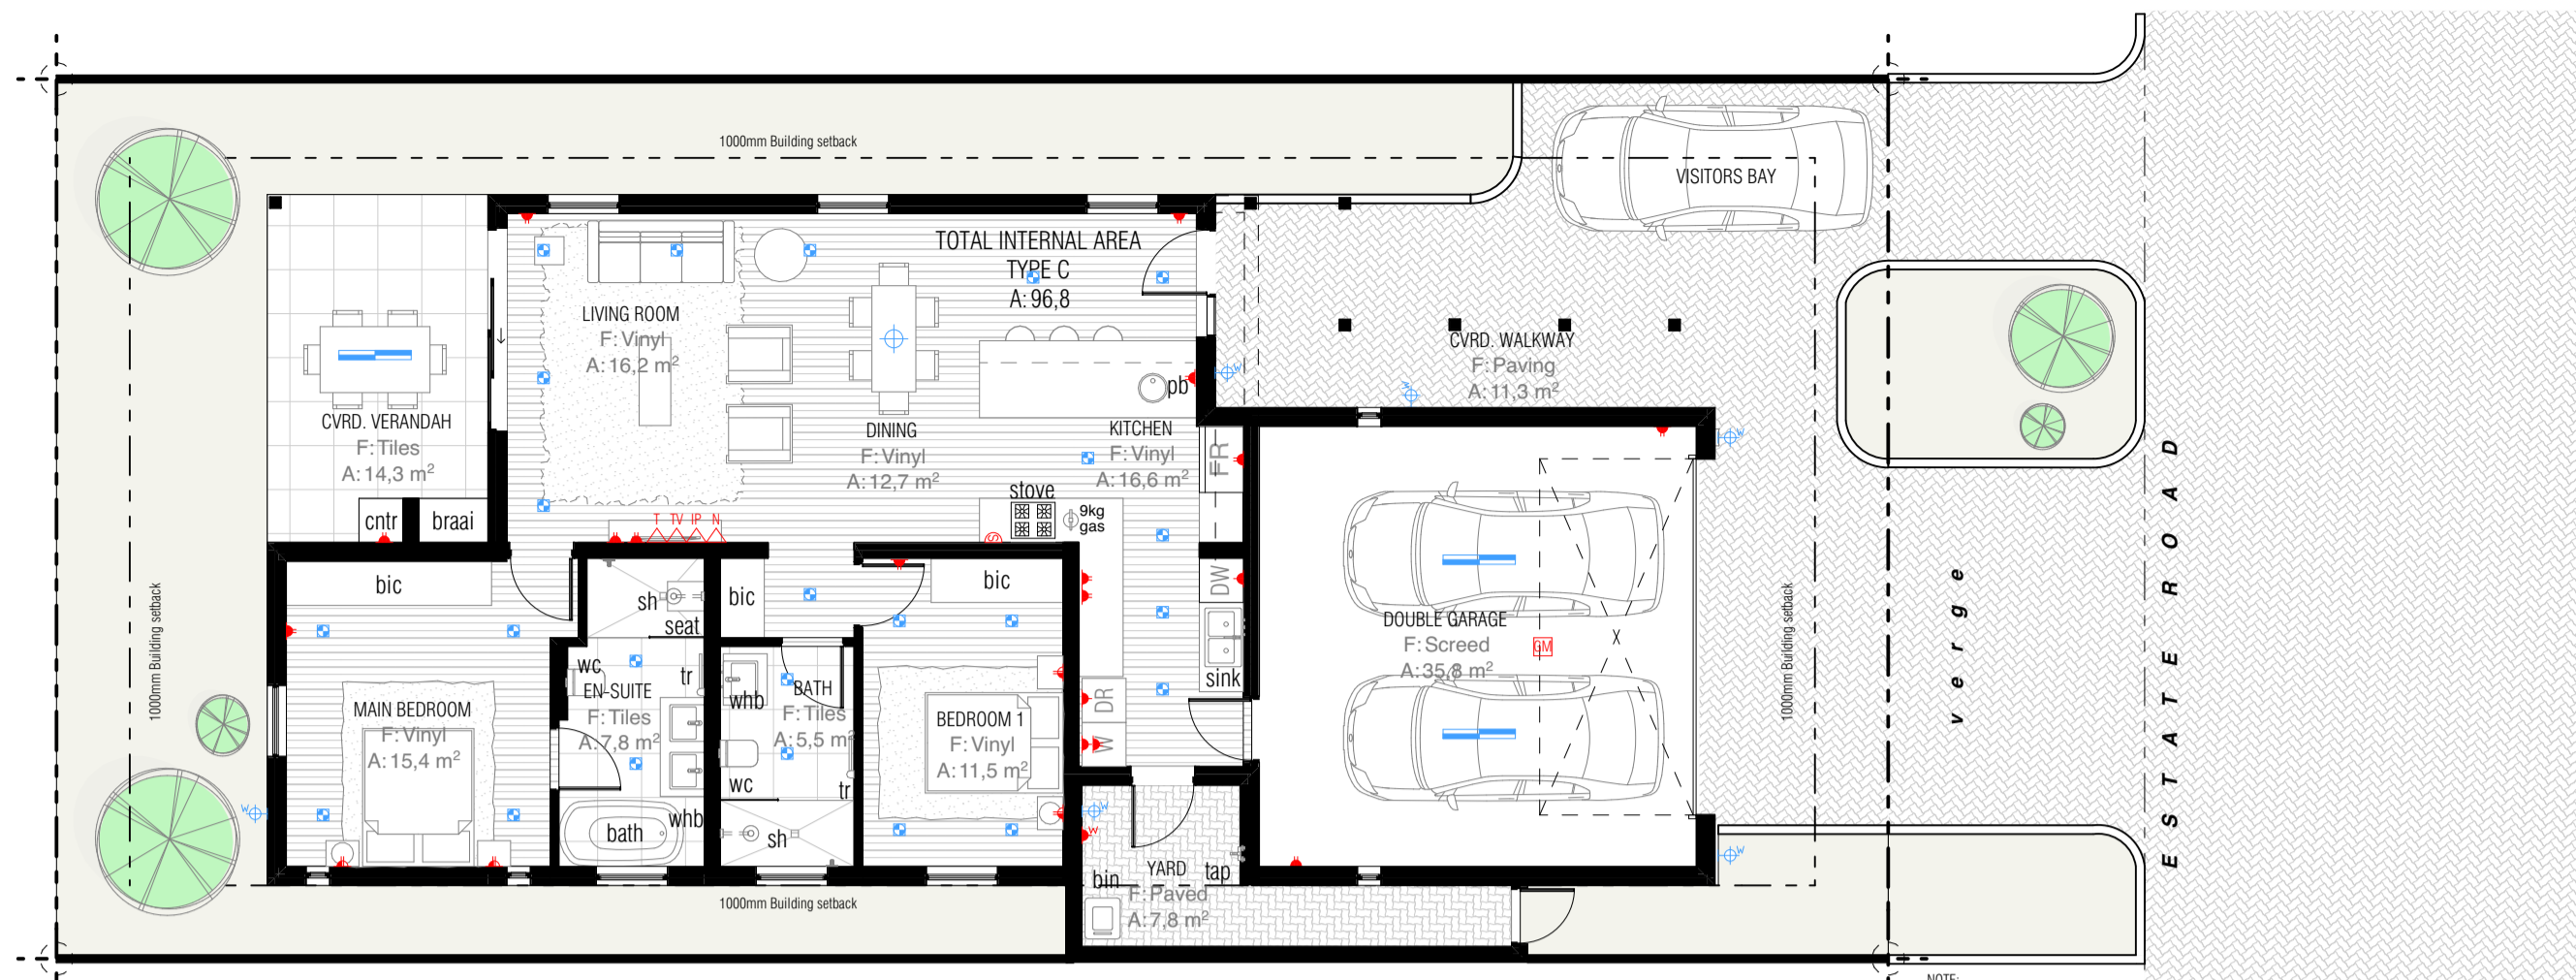 1000mm Building setback
VISITORS BAY
TOTAL INTERNAL AREA
TYPE C
A: 96,8
LIVING ROOM
F: Vinyl
A: 16,2 m²
CVRD. VERANDAH
F: Tiles
A: 14,3 m²
cntr
braai
DINING
F: Vinyl
A: 12,7 m²
pb
KITCHEN
F: Vinyl
A: 16,6 m²
FR
stove
9kg
gas
T TV IP N
S
CVRD. WALKWAY
F: Paving
A: 11,3 m²
W
W
W
bic
sh
seat
bic
bic
DW
sink
DR
W
wc
tr
EN-SUITE
F: Tiles
A: 7,8 m²
whb
bath
whb
BATH
F: Tiles
A: 5,5 m²
wc
tr
sh
MAIN BEDROOM
F: Vinyl
A: 15,4 m²
BEDROOM 1
F: Vinyl
A: 11,5 m²
DOUBLE GARAGE
F: Screed
A: 35,8 m²
GM
X
W
W
W
W
YARD
F: Paved
A: 7,8 m²
bin
tap
1000mm Building setback
1000mm Building setback
1000mm Building setback
verge
ESTATE ROAD
NOTE: